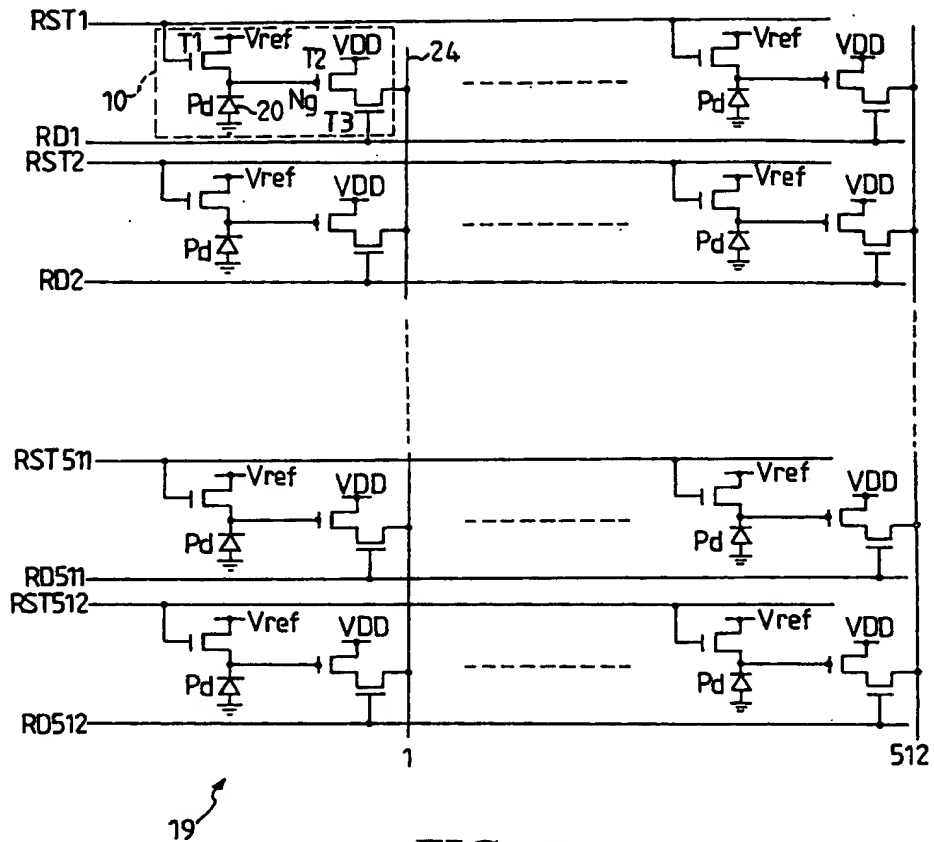 RST1
T1 Vref T2 VDD 24 Vref VDD
10 Pd 20 Ng T3 Pd
RD1
RST2
Vref VDD Vref VDD
Pd Pd
RD2
RST511
Vref VDD Vref VDD
Pd Pd
RD511
RST512
Vref VDD Vref VDD
Pd Pd
RD512
1 512
19